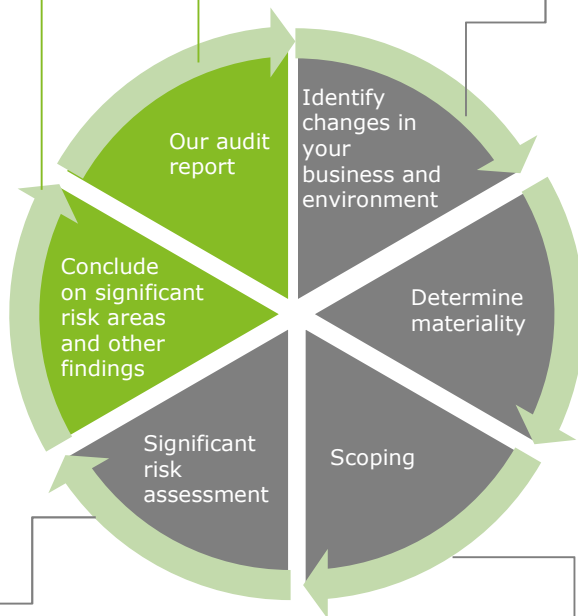 Identify
changes in
your
business and
environment
Determine
materiality
Scoping
Significant
risk
assessment
Conclude
on significant
risk areas
and other
findings
Our audit
report